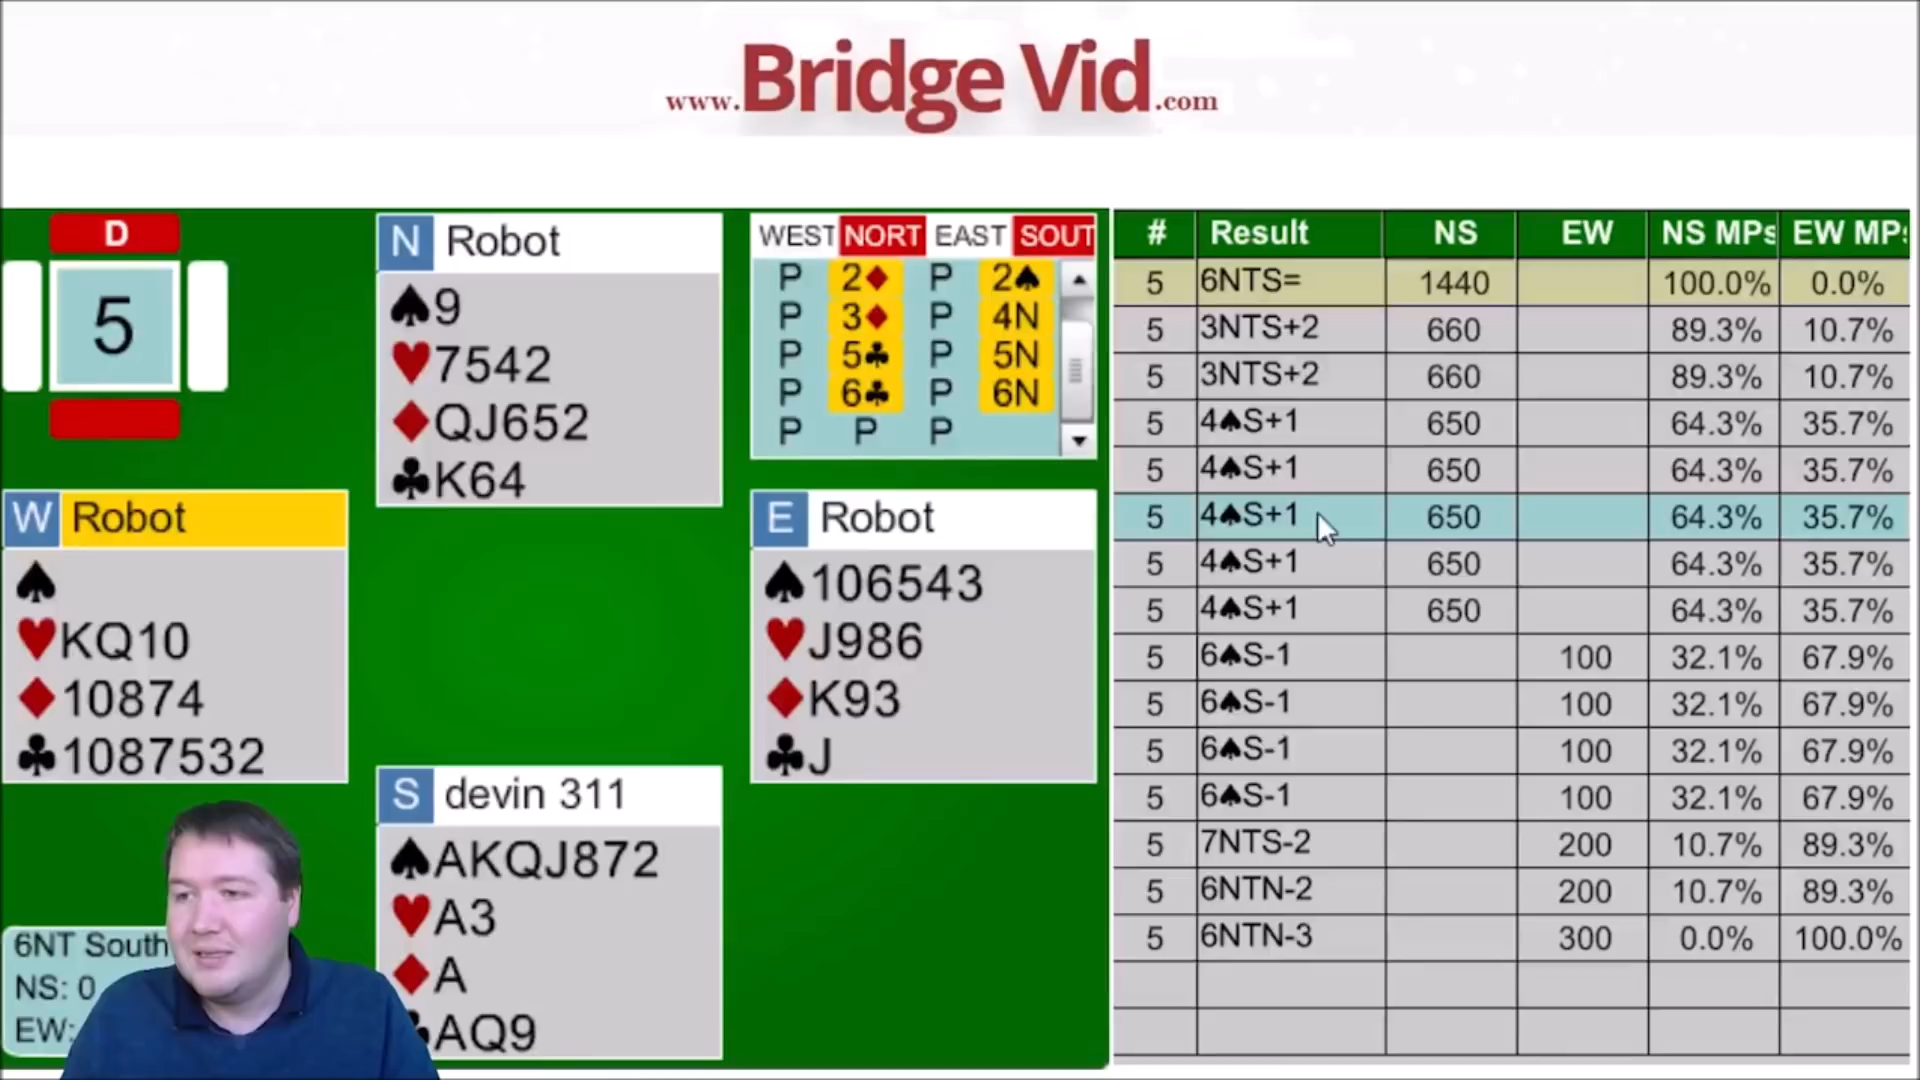 www.Bridge Vid.com
D
5
N Robot
♠9
♥7542
♦QJ652
♣K64
WEST NORT EAST SOUT
P 2♦ P 2♠
P 3♦ P 4N
P 5♣ P 5N
P 6♣ P 6N
P P P
W Robot
♠
♥KQ10
♦10874
♣1087532
E Robot
♠106543
♥J986
♦K93
♣J
S devin 311
♠AKQJ872
♥A3
♦A
♣AQ9
6NT South
NS: 0
EW:
# Result NS EW NS MPs EW MPs
5 6NTS= 1440 100.0% 0.0%
5 3NTS+2 660 89.3% 10.7%
5 3NTS+2 660 89.3% 10.7%
5 4♠S+1 650 64.3% 35.7%
5 4♠S+1 650 64.3% 35.7%
5 4♠S+1 650 64.3% 35.7%
5 4♠S+1 650 64.3% 35.7%
5 4♠S+1 650 64.3% 35.7%
5 6♠S-1 100 32.1% 67.9%
5 6♠S-1 100 32.1% 67.9%
5 6♠S-1 100 32.1% 67.9%
5 6♠S-1 100 32.1% 67.9%
5 7NTS-2 200 10.7% 89.3%
5 6NTN-2 200 10.7% 89.3%
5 6NTN-3 300 0.0% 100.0%